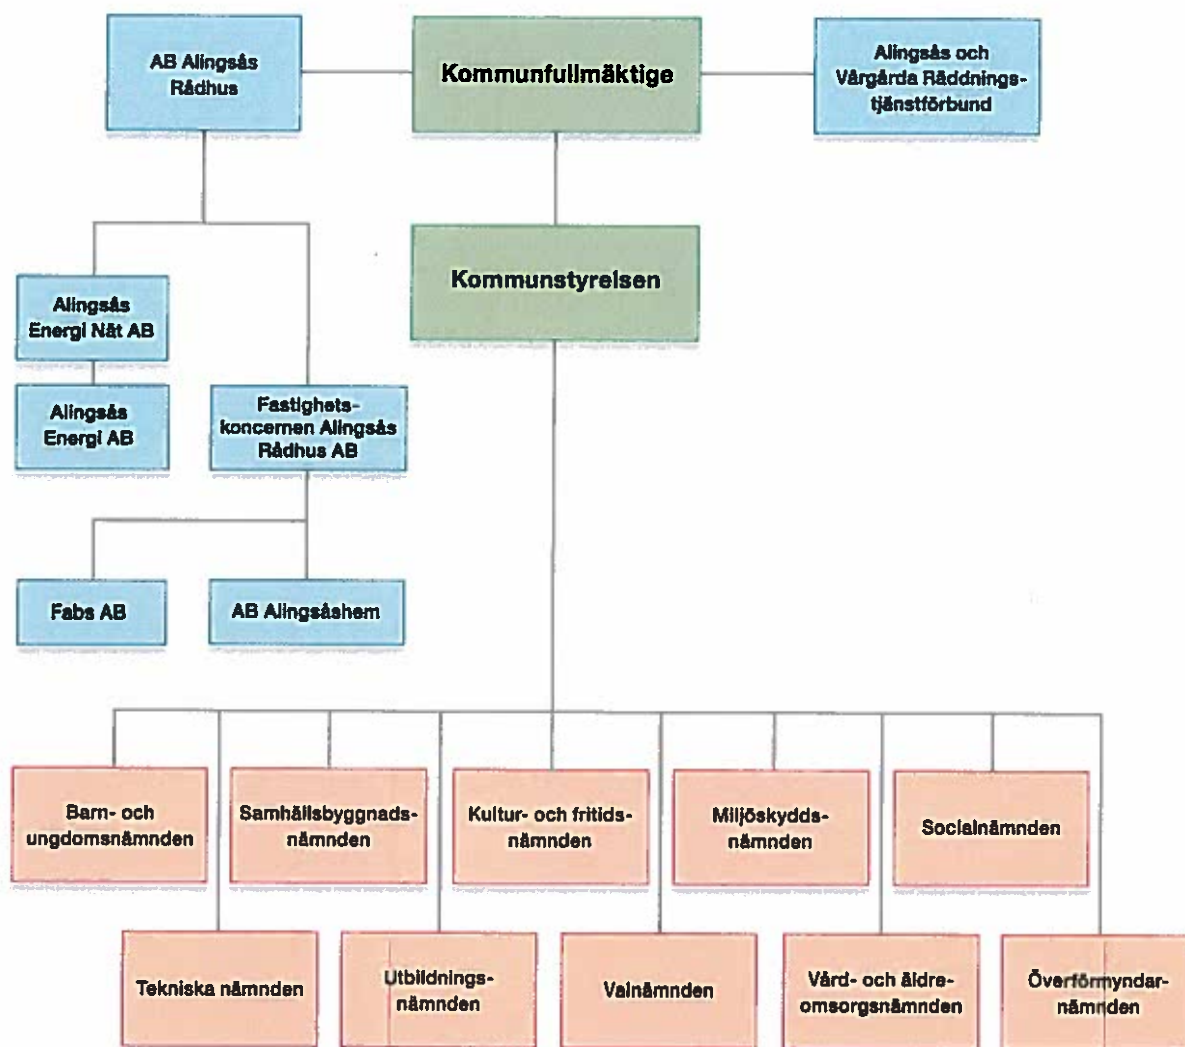 AB Alingsås
Rådhus
Kommunfullmäktige
Alingsås och
Vårgårda Räddnings-
tjänstförbund
Kommunstyrelsen
Alingsås
Energi Nät AB
Alingsås
Energi AB
Fastighets-
koncernen Alingsås
Rådhus AB
Fabs AB
AB Alingsåshem
Barn- och
ungdomsnämnden
Samhällsbyggnads-
nämnden
Kultur- och fritids-
nämnden
Miljöskydds-
nämnden
Socialnämnden
Tekniska nämnden
Utbildnings-
nämnden
Valnämnden
Vård- och äldre-
omsorgsnämnden
Överförmyndar-
nämnden